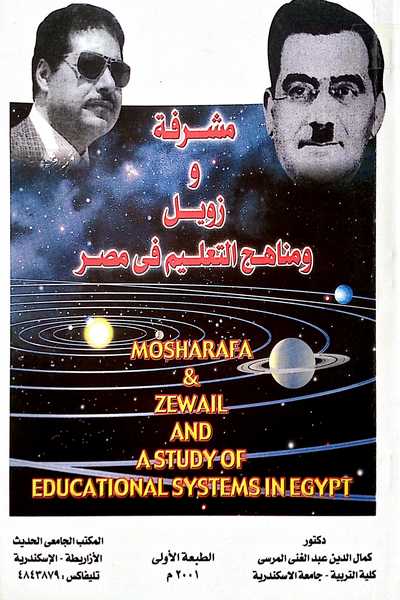 مشرفة
و
زويل
ومناهج التعليم فى مصر
MOSHARAFA
&
ZEWAIL
AND
A STUDY OF
EDUCATIONAL SYSTEMS IN EGYPT
دكتور
كمال الدين عبد الغنى المرسى
كلية التربية - جامعة الاسكندرية
الطبعة الأولى
٢٠٠١ م
المكتب الجامعى الحديث
الأزاريطة - الإسكندرية
تليفاكس : ٤٨٤٣٨٧٩